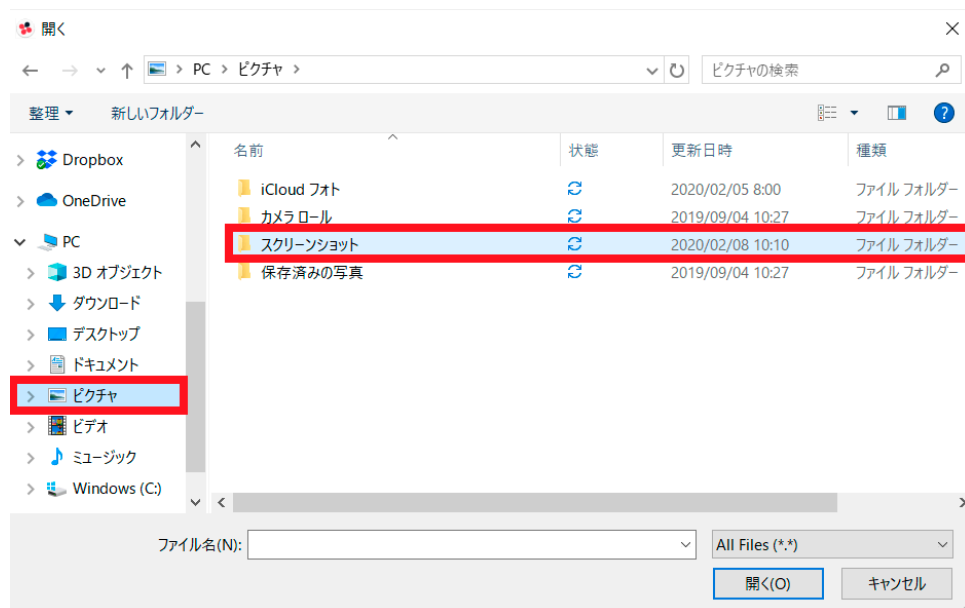 開く
PC > ピクチャ >
ピクチャの検索
整理
新しいフォルダー
Dropbox
OneDrive
PC
3D オブジェクト
ダウンロード
デスクトップ
ドキュメント
ピクチャ
ビデオ
ミュージック
Windows (C:)
名前 状態 更新日時 種類
iCloud フォト 2020/02/05 8:00 ファイル フォルダー
カメラ ロール 2019/09/04 10:27 ファイル フォルダー
スクリーンショット 2020/02/08 10:10 ファイル フォルダー
保存済みの写真 2019/09/04 10:27 ファイル フォルダー
ファイル名(N):
All Files (*.*)
開く(O)
キャンセル